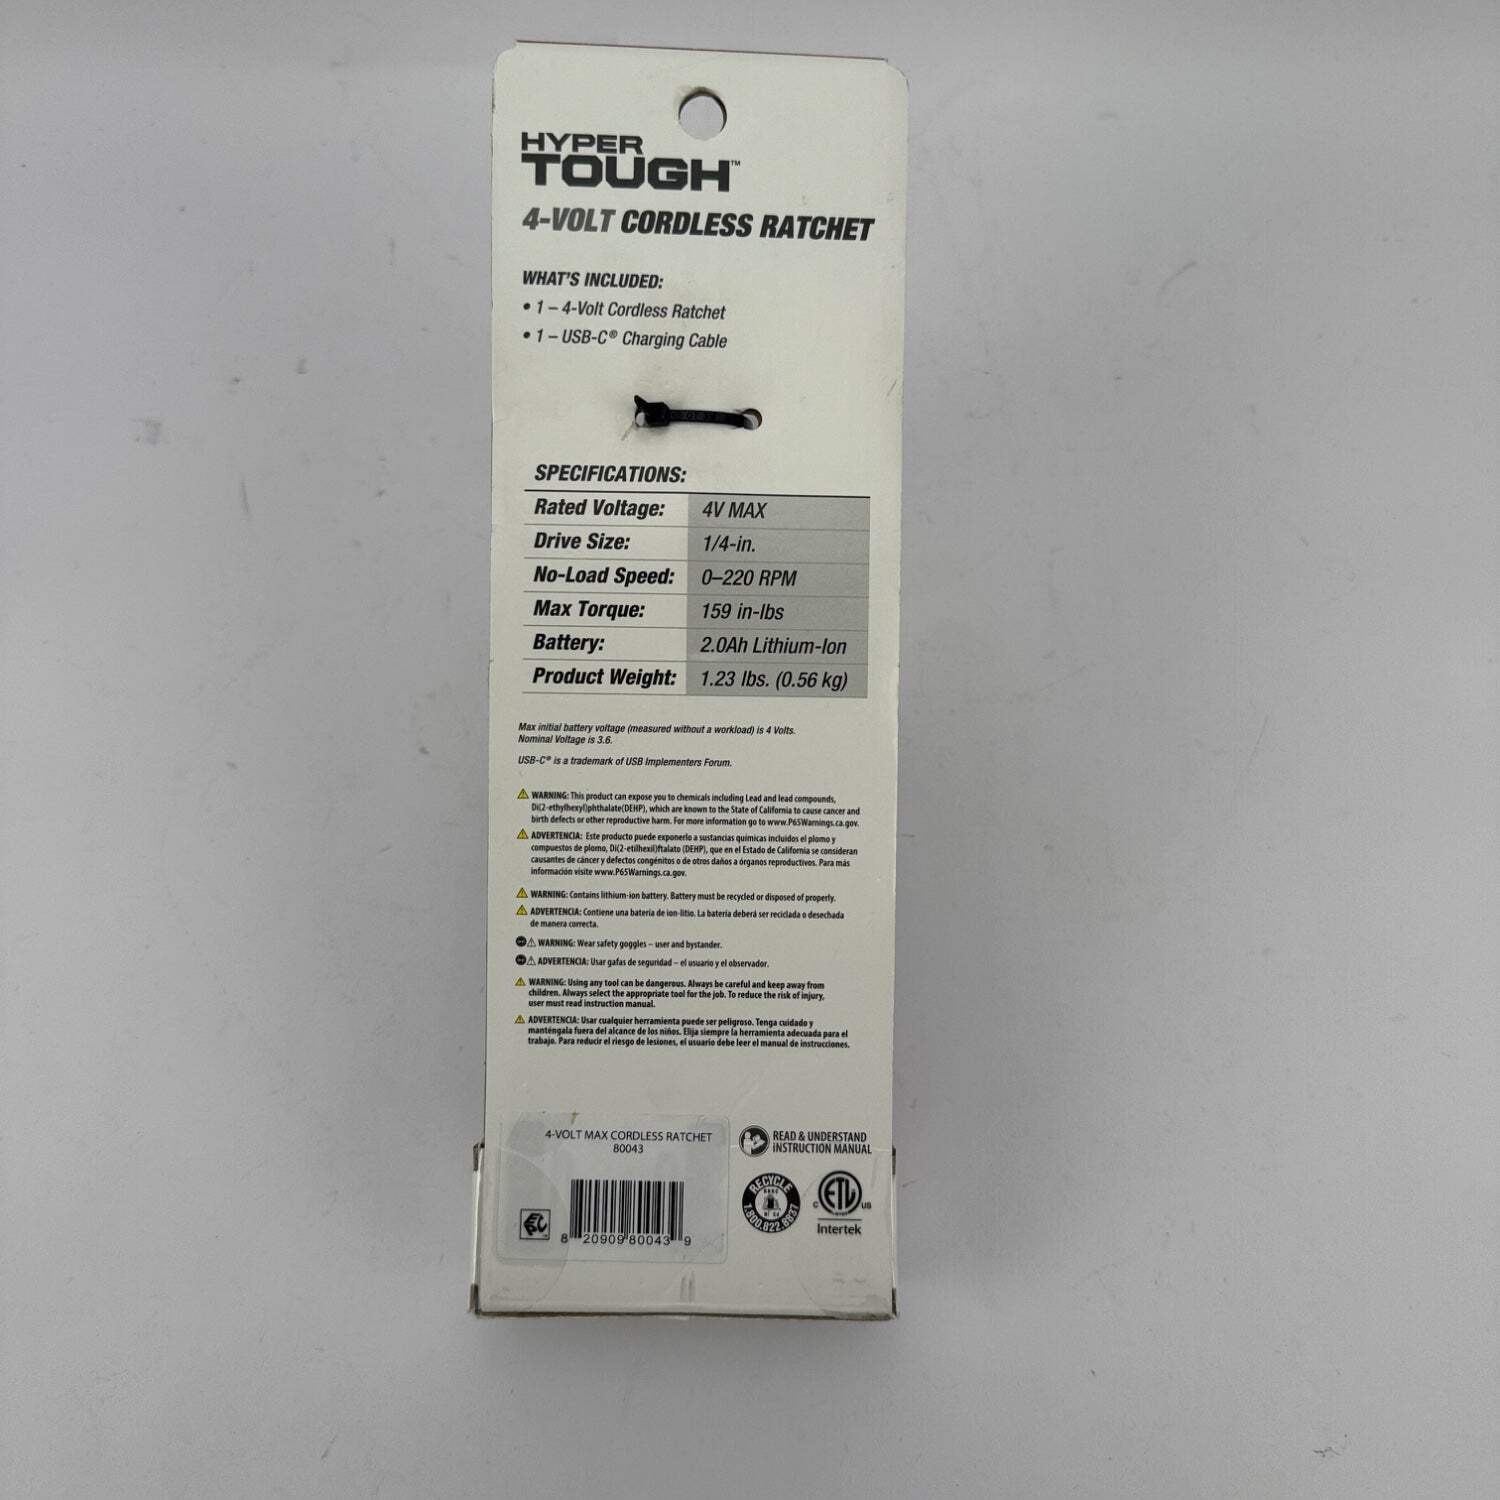 HYPER
TOUGH™
4-VOLT CORDLESS RATCHET
WHAT'S INCLUDED:
• 1 – 4-Volt Cordless Ratchet
• 1 – USB-C® Charging Cable
SPECIFICATIONS:
Rated Voltage: 4V MAX
Drive Size: 1/4-in.
No-Load Speed: 0–220 RPM
Max Torque: 159 in-lbs
Battery: 2.0Ah Lithium-Ion
Product Weight: 1.23 lbs. (0.56 kg)
Max initial battery voltage (measured without a workload) is 4 Volts.
Nominal Voltage is 3.6.
USB-C® is a trademark of USB Implementers Forum.
WARNING: This product can expose you to chemicals including Lead and lead compounds,
Di(2-ethylhexyl)phthalate(DEHP), which are known to the State of California to cause cancer and
birth defects or other reproductive harm. For more information go to www.P65Warnings.ca.gov.
ADVERTENCIA: Este producto puede exponerlo a sustancias químicas incluidos el plomo y
compuestos de plomo, Di(2-etilhexil)ftalato (DEHP), que en el Estado de California se consideran
causantes de cáncer y defectos congénitos o de otros daños a órganos reproductivos. Para más
información visite www.P65Warnings.ca.gov.
WARNING: Contains lithium-ion battery. Battery must be recycled or disposed of properly.
ADVERTENCIA: Contiene una batería de ion-litio. La batería deberá ser reciclada o desechada
de manera correcta.
WARNING: Wear safety goggles – user and bystander.
ADVERTENCIA: Usar gafas de seguridad – el usuario y el observador.
WARNING: Using any tool can be dangerous. Always be careful and keep away from
children. Always select the appropriate tool for the job. To reduce the risk of injury,
user must read instruction manual.
ADVERTENCIA: Usar cualquier herramienta puede ser peligroso. Tenga cuidado y
manténgala fuera del alcance de los niños. Elija siempre la herramienta adecuada para el
trabajo. Para reducir el riesgo de lesiones, el usuario debe leer el manual de instrucciones.
4-VOLT MAX CORDLESS RATCHET
80043
8 20909 80043 9
READ & UNDERSTAND
INSTRUCTION MANUAL
RECYCLE
1.800.822.8837
ETL
C US
Intertek